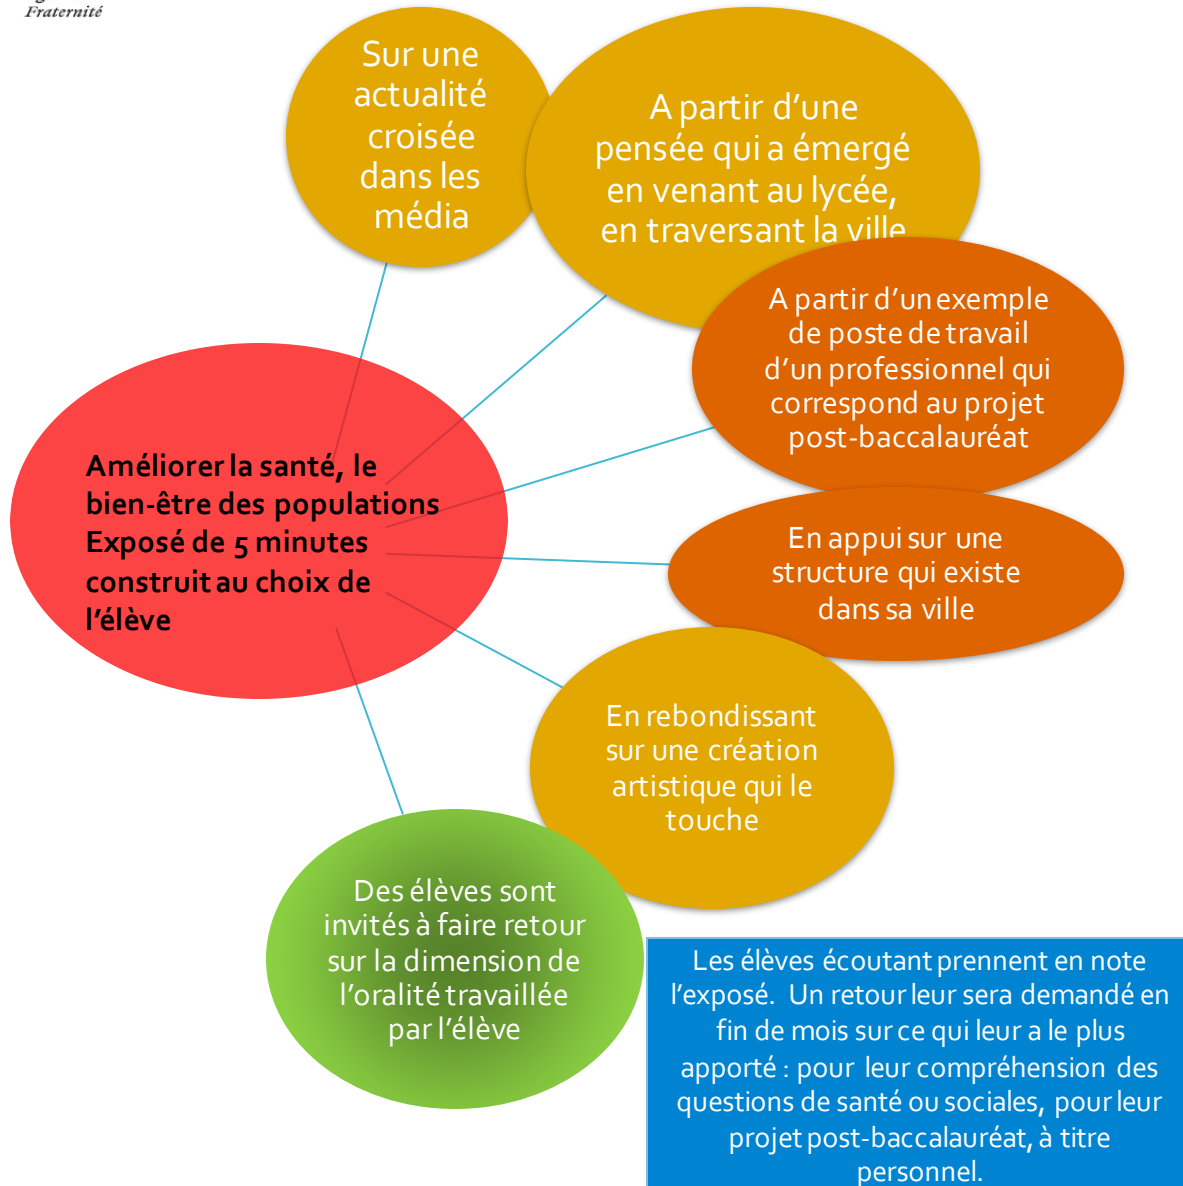 Fraternité
Sur une
actualité
croisée
dans les
média
A partir d’une
pensée qui a émergé
en venant au lycée,
en traversant la ville
A partir d’un exemple
de poste de travail
d’un professionnel qui
correspond au projet
post-baccalauréat
Améliorer la santé, le
bien-être des populations
Exposé de 5 minutes
construit au choix de
l’élève
En appui sur une
structure qui existe
dans sa ville
En rebondissant
sur une création
artistique qui le
touche
Des élèves sont
invités à faire retour
sur la dimension de
l’oralité travaillée
par l’élève
Les élèves écoutant prennent en note
l’exposé. Un retour leur sera demandé en
fin de mois sur ce qui leur a le plus
apporté : pour leur compréhension des
questions de santé ou sociales, pour leur
projet post-baccalauréat, à titre
personnel.